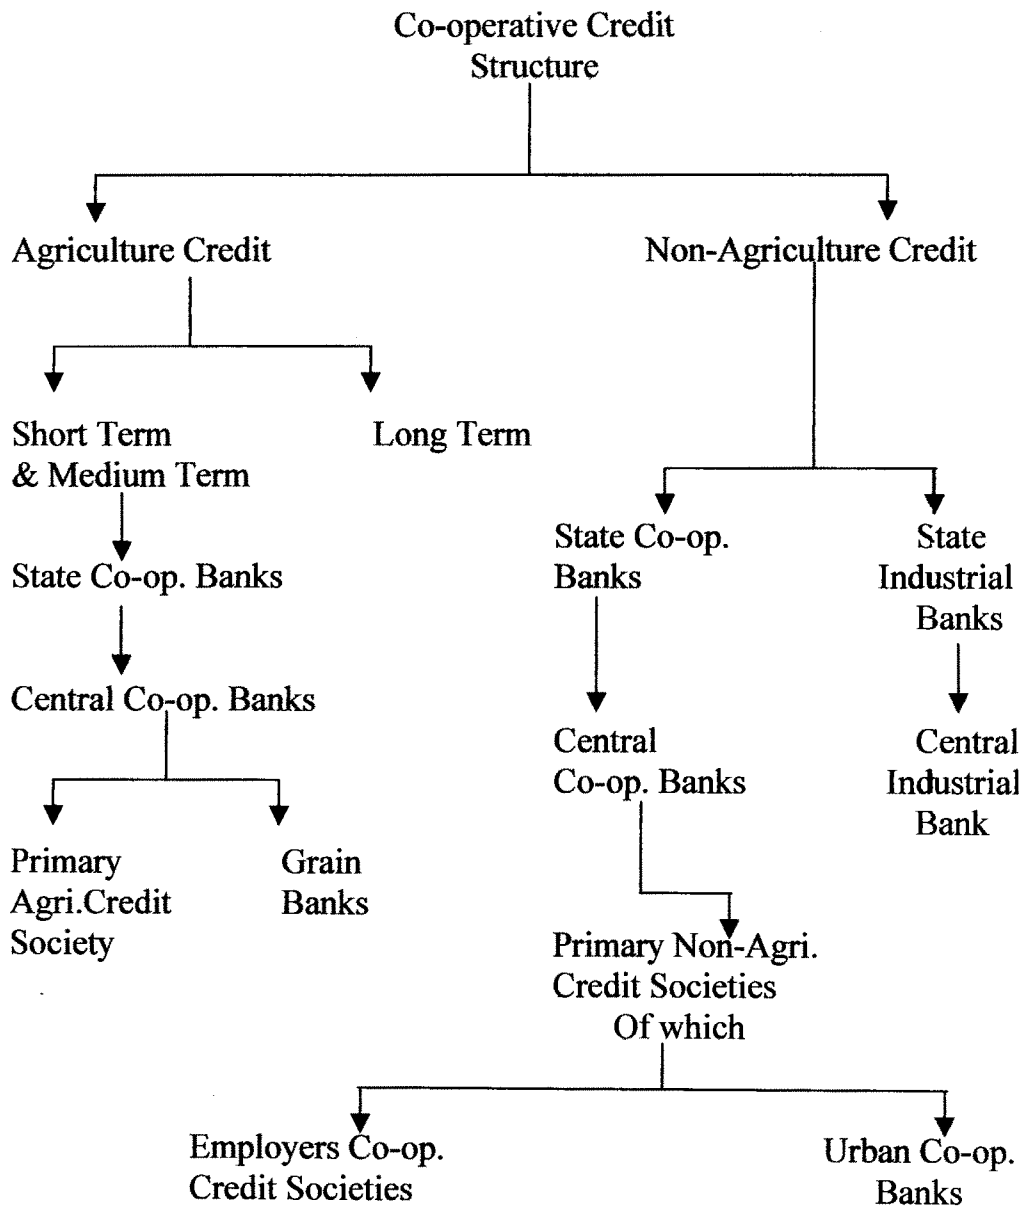 Co-operative Credit
Structure
Agriculture Credit
Non-Agriculture Credit
Short Term
& Medium Term
Long Term
State Co-op. Banks
Central Co-op. Banks
Primary
Agri.Credit
Society
Grain
Banks
State Co-op.
Banks
State
Industrial
Banks
Central
Co-op. Banks
Central
Industrial
Bank
Primary Non-Agri.
Credit Societies
Of which
Employers Co-op.
Credit Societies
Urban Co-op.
Banks